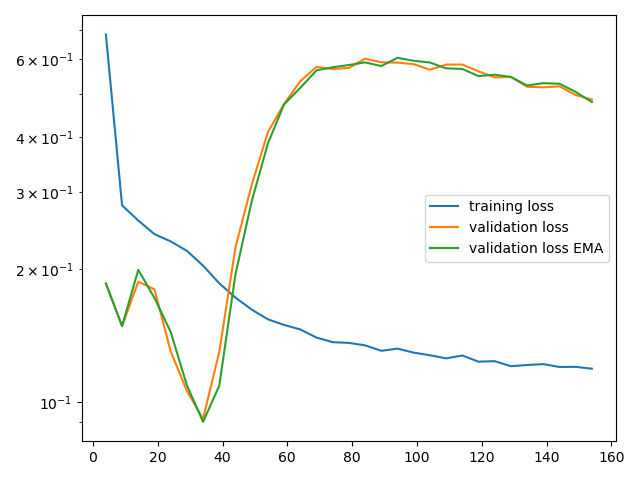 6 × 10⁻¹
4 × 10⁻¹
3 × 10⁻¹
2 × 10⁻¹
10⁻¹
training loss
validation loss
validation loss EMA
0 20 40 60 80 100 120 140 160